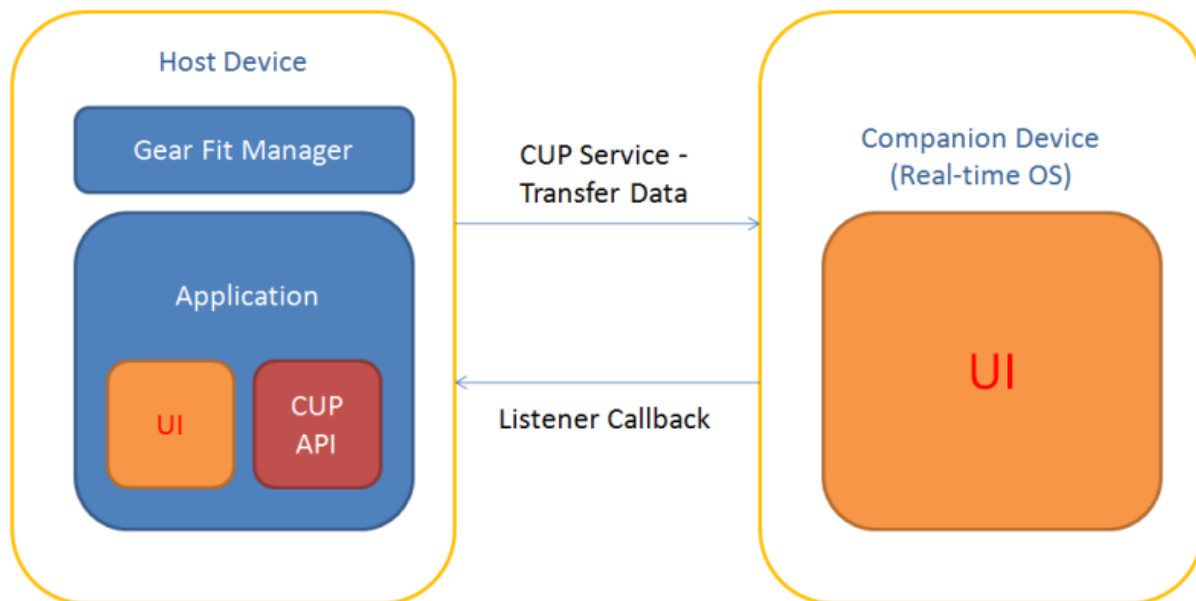 Host Device
Gear Fit Manager
Application
UI
CUP
API
CUP Service -
Transfer Data
Listener Callback
Companion Device
(Real-time OS)
UI